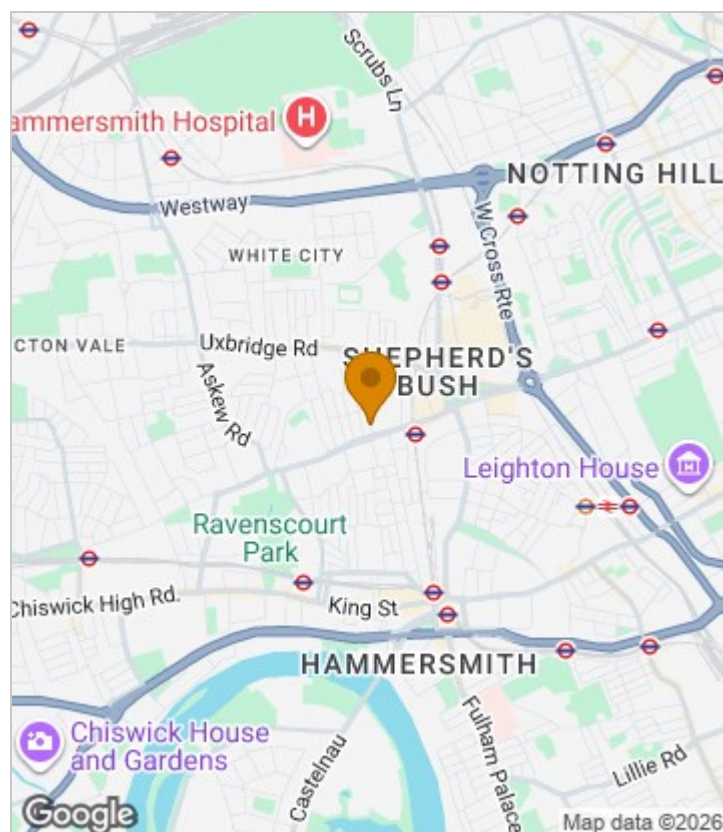 Scrubs Ln
ammersmith Hospital
H
NOTTING HILL
Westway
W Cross Rte
WHITE CITY
CTON VALE
Uxbridge Rd
SHEPHERD'S
BUSH
Askew Rd
Leighton House
Ravenscourt
Park
Chiswick High Rd.
King St
HAMMERSMITH
Chiswick House
and Gardens
Castelnau
Fulham Palace
Lillie Rd
Google
Map data ©2026